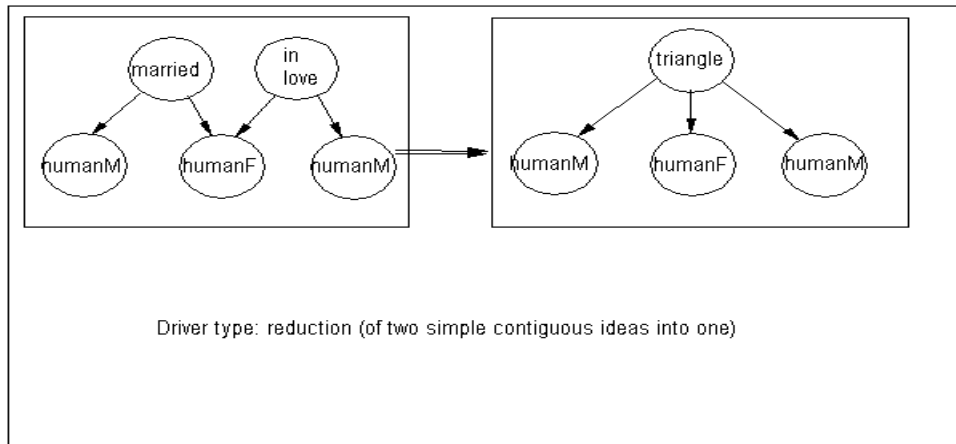 married
in
love
humanM
humanF
humanM
triangle
humanM
humanF
humanM
Driver type: reduction (of two simple contiguous ideas into one)